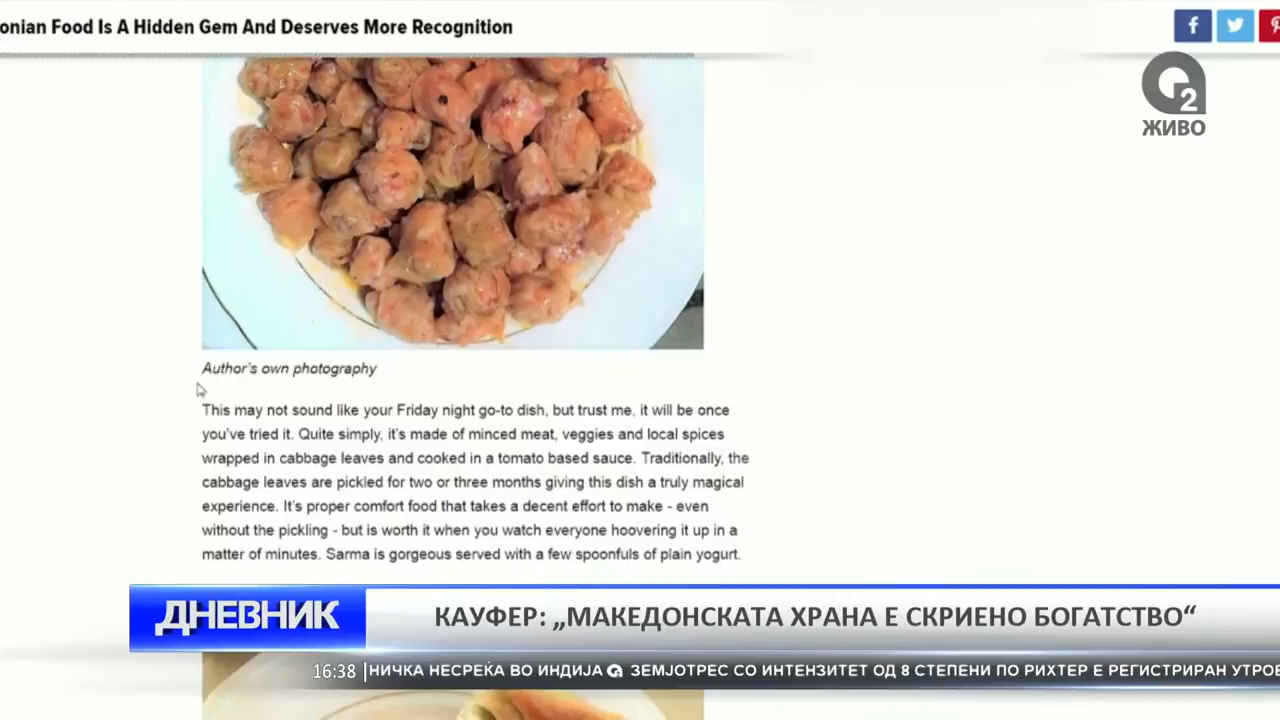 onian Food Is A Hidden Gem And Deserves More Recognition
2
ЖИВО
Author's own photography
This may not sound like your Friday night go-to dish, but trust me, it will be once
you've tried it. Quite simply, it's made of minced meat, veggies and local spices
wrapped in cabbage leaves and cooked in a tomato based sauce. Traditionally, the
cabbage leaves are pickled for two or three months giving this dish a truly magical
experience. It's proper comfort food that takes a decent effort to make - even
without the pickling - but is worth it when you watch everyone hoovering it up in a
matter of minutes. Sarma is gorgeous served with a few spoonfuls of plain yogurt.
ДНЕВНИК
КАУФЕР: „МАКЕДОНСКАТА ХРАНА Е СКРИЕНО БОГАТСТВО“
16:38 НИЧКА НЕСРЕЌА ВО ИНДИЈА ЗЕМЈОТРЕС СО ИНТЕНЗИТЕТ ОД 8 СТЕПЕНИ ПО РИХТЕР Е РЕГИСТРИРАН УТРОВ